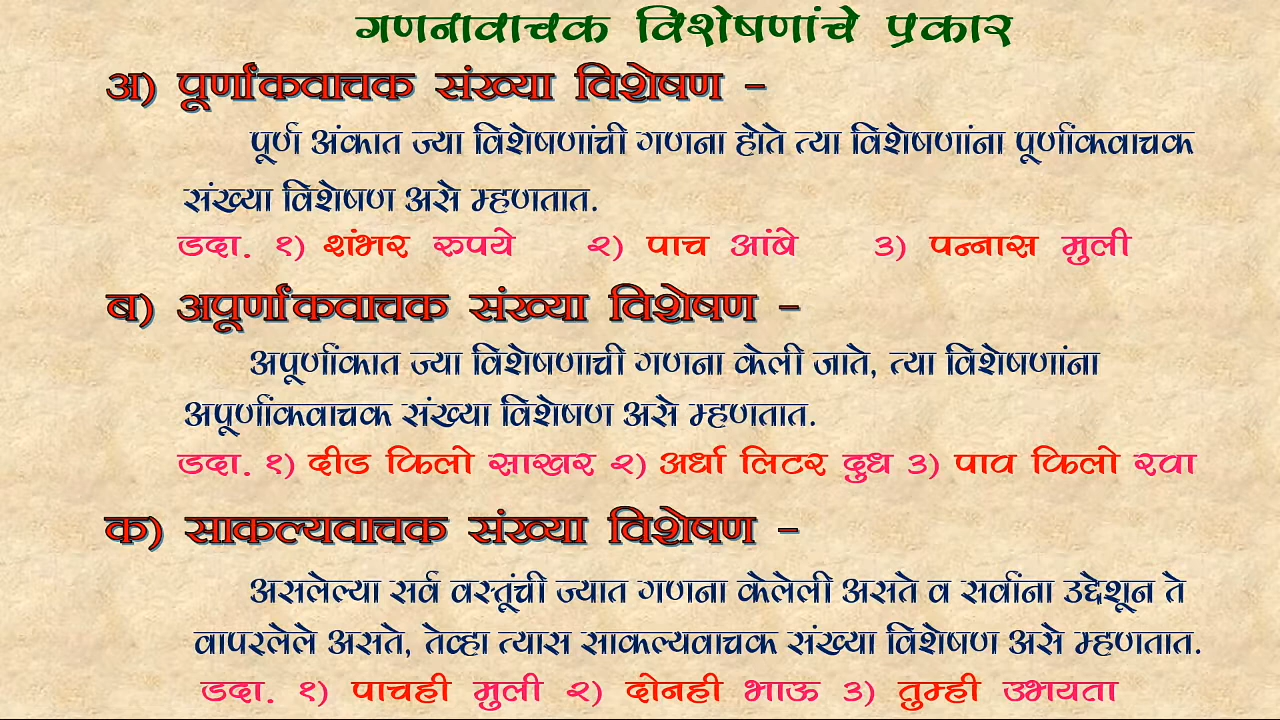 गणनावाचक विशेषणांचे प्रकार
अ) पूर्णांकवाचक संख्या विशेषण -
पूर्ण अंकात ज्या विशेषणांची गणना होते त्या विशेषणांना पूर्णांकवाचक
संख्या विशेषण असे म्हणतात.
डदा. १) शंभर रुपये २) पाच आंबे ३) पन्नास मुली
ब) अपूर्णांकवाचक संख्या विशेषण -
अपूर्णांकात ज्या विशेषणाची गणना केली जाते, त्या विशेषणांना
अपूर्णांकवाचक संख्या विशेषण असे म्हणतात.
डदा. १) दीड किलो साखर २) अर्धा लिटर दुध ३) पाव किलो रवा
क) साकल्यवाचक संख्या विशेषण -
असलेल्या सर्व वस्तूंची ज्यात गणना केलेली असते व सर्वांना उद्देशून ते
वापरलेले असते, तेव्हा त्यास साकल्यवाचक संख्या विशेषण असे म्हणतात.
डदा. १) पाचही मुली २) दोनही भाऊ ३) तुम्ही उभयता